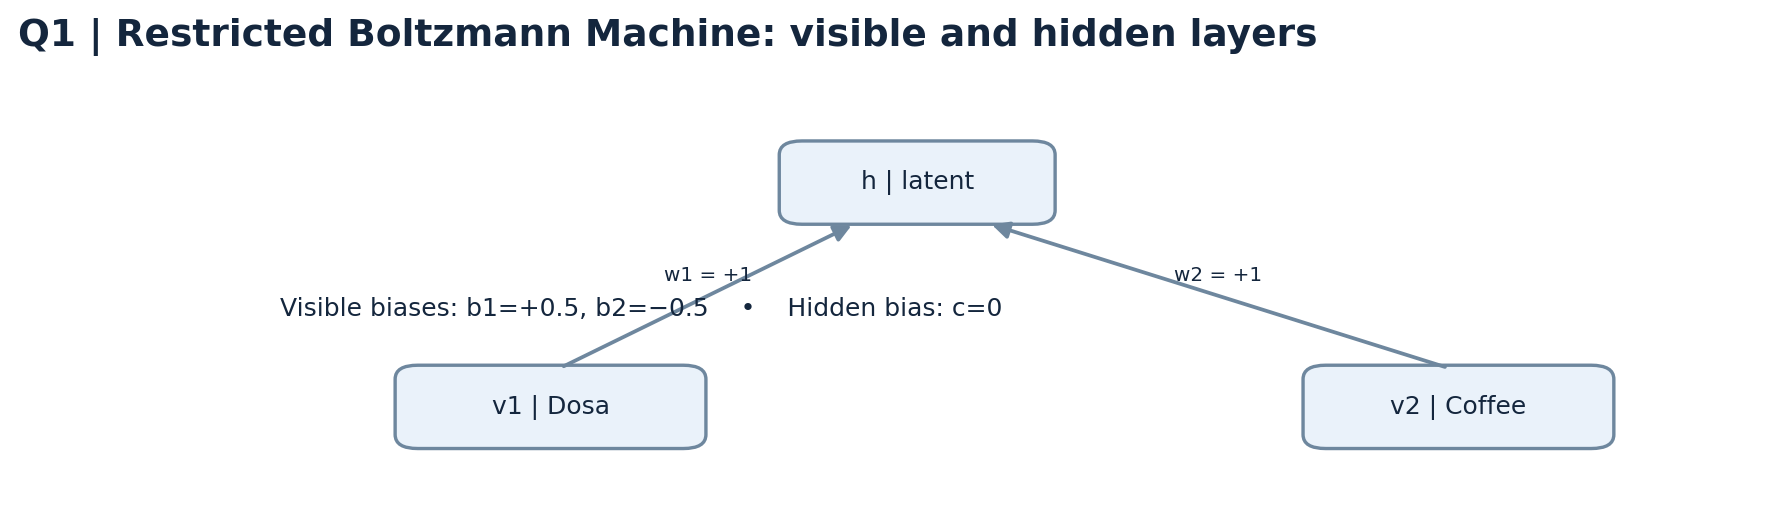 Q1 | Restricted Boltzmann Machine: visible and hidden layers
h | latent
w1 = +1
w2 = +1
Visible biases: b1=+0.5, b2=−0.5 • Hidden bias: c=0
v1 | Dosa
v2 | Coffee